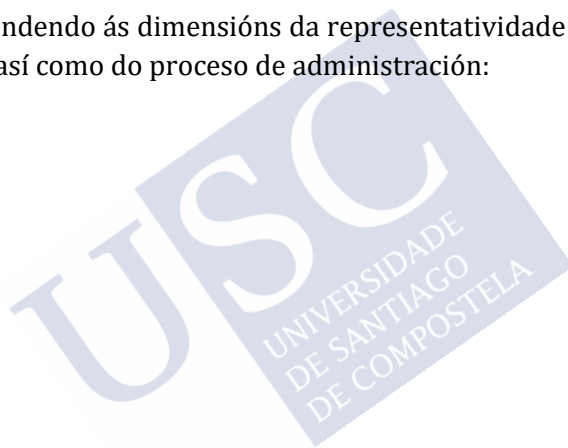 ndendo ás dimensións da representatividade
así como do proceso de administración:
USC
UNIVERSIDADE
DE SANTIAGO
DE COMPOSTELA